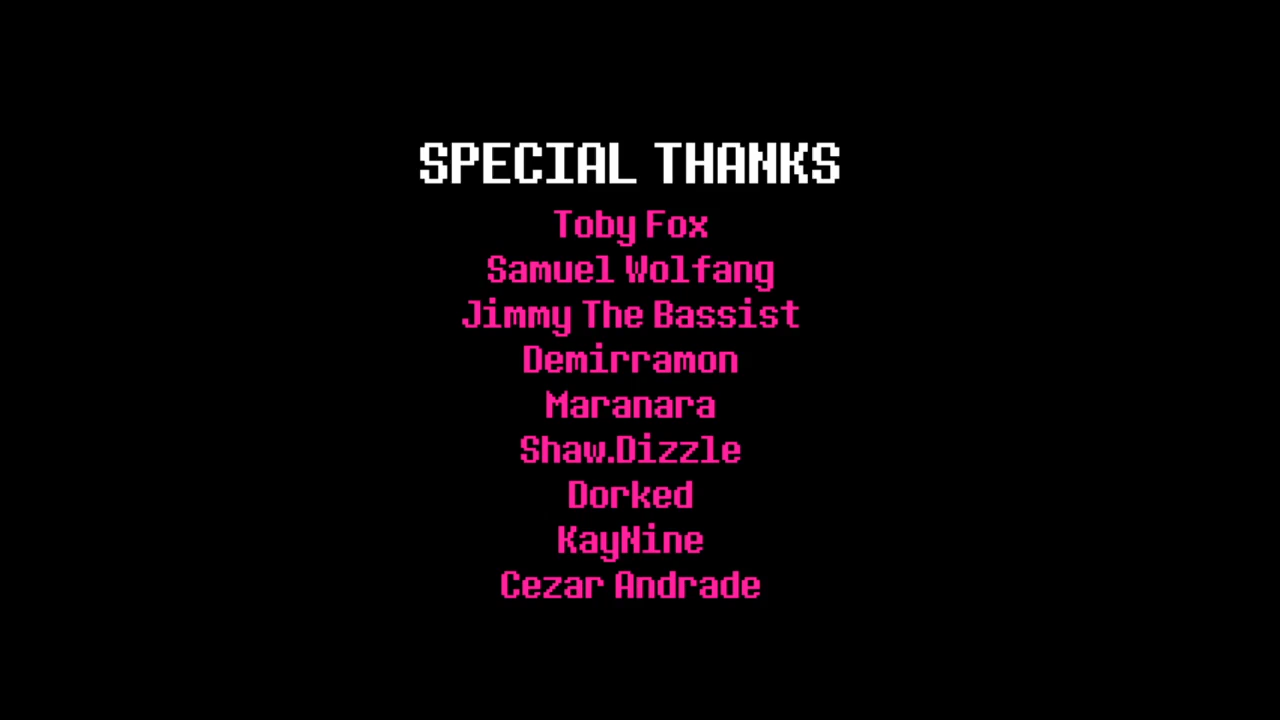 SPECIAL THANKS
Toby Fox
Samuel Wolfang
Jimmy The Bassist
Demirramon
Maranara
Shaw.Dizzle
Dorked
KayNine
Cezar Andrade